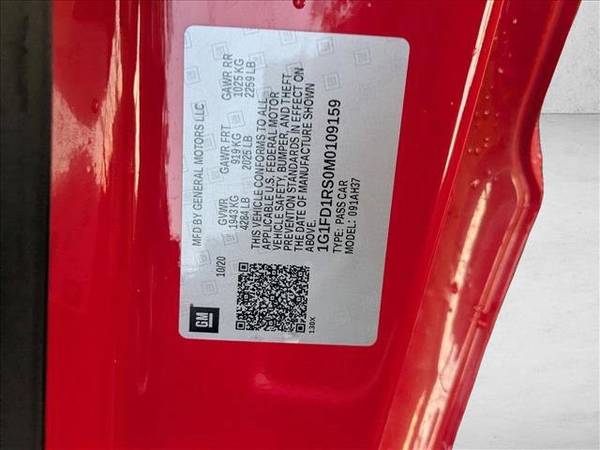 GM
10/20
MFD BY GENERAL MOTORS LLC
GVWR GAWR FRT GAWR RR
1943 KG 919 KG 1025 KG
4284 LB 2025 LB 2259 LB
THIS VEHICLE CONFORMS TO ALL
APPLICABLE U.S. FEDERAL MOTOR
VEHICLE SAFETY, BUMPER, AND THEFT
PREVENTION STANDARDS IN EFFECT ON
THE DATE OF MANUFACTURE SHOWN
ABOVE.
1G1FD1RS0M0109159
TYPE: PASS CAR
MODEL: 091AH37
130X